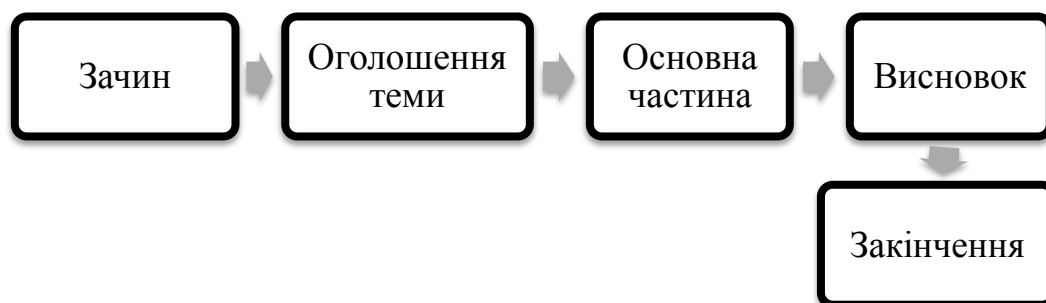 Зачин
Оголошення
теми
Основна
частина
Висновок
Закінчення